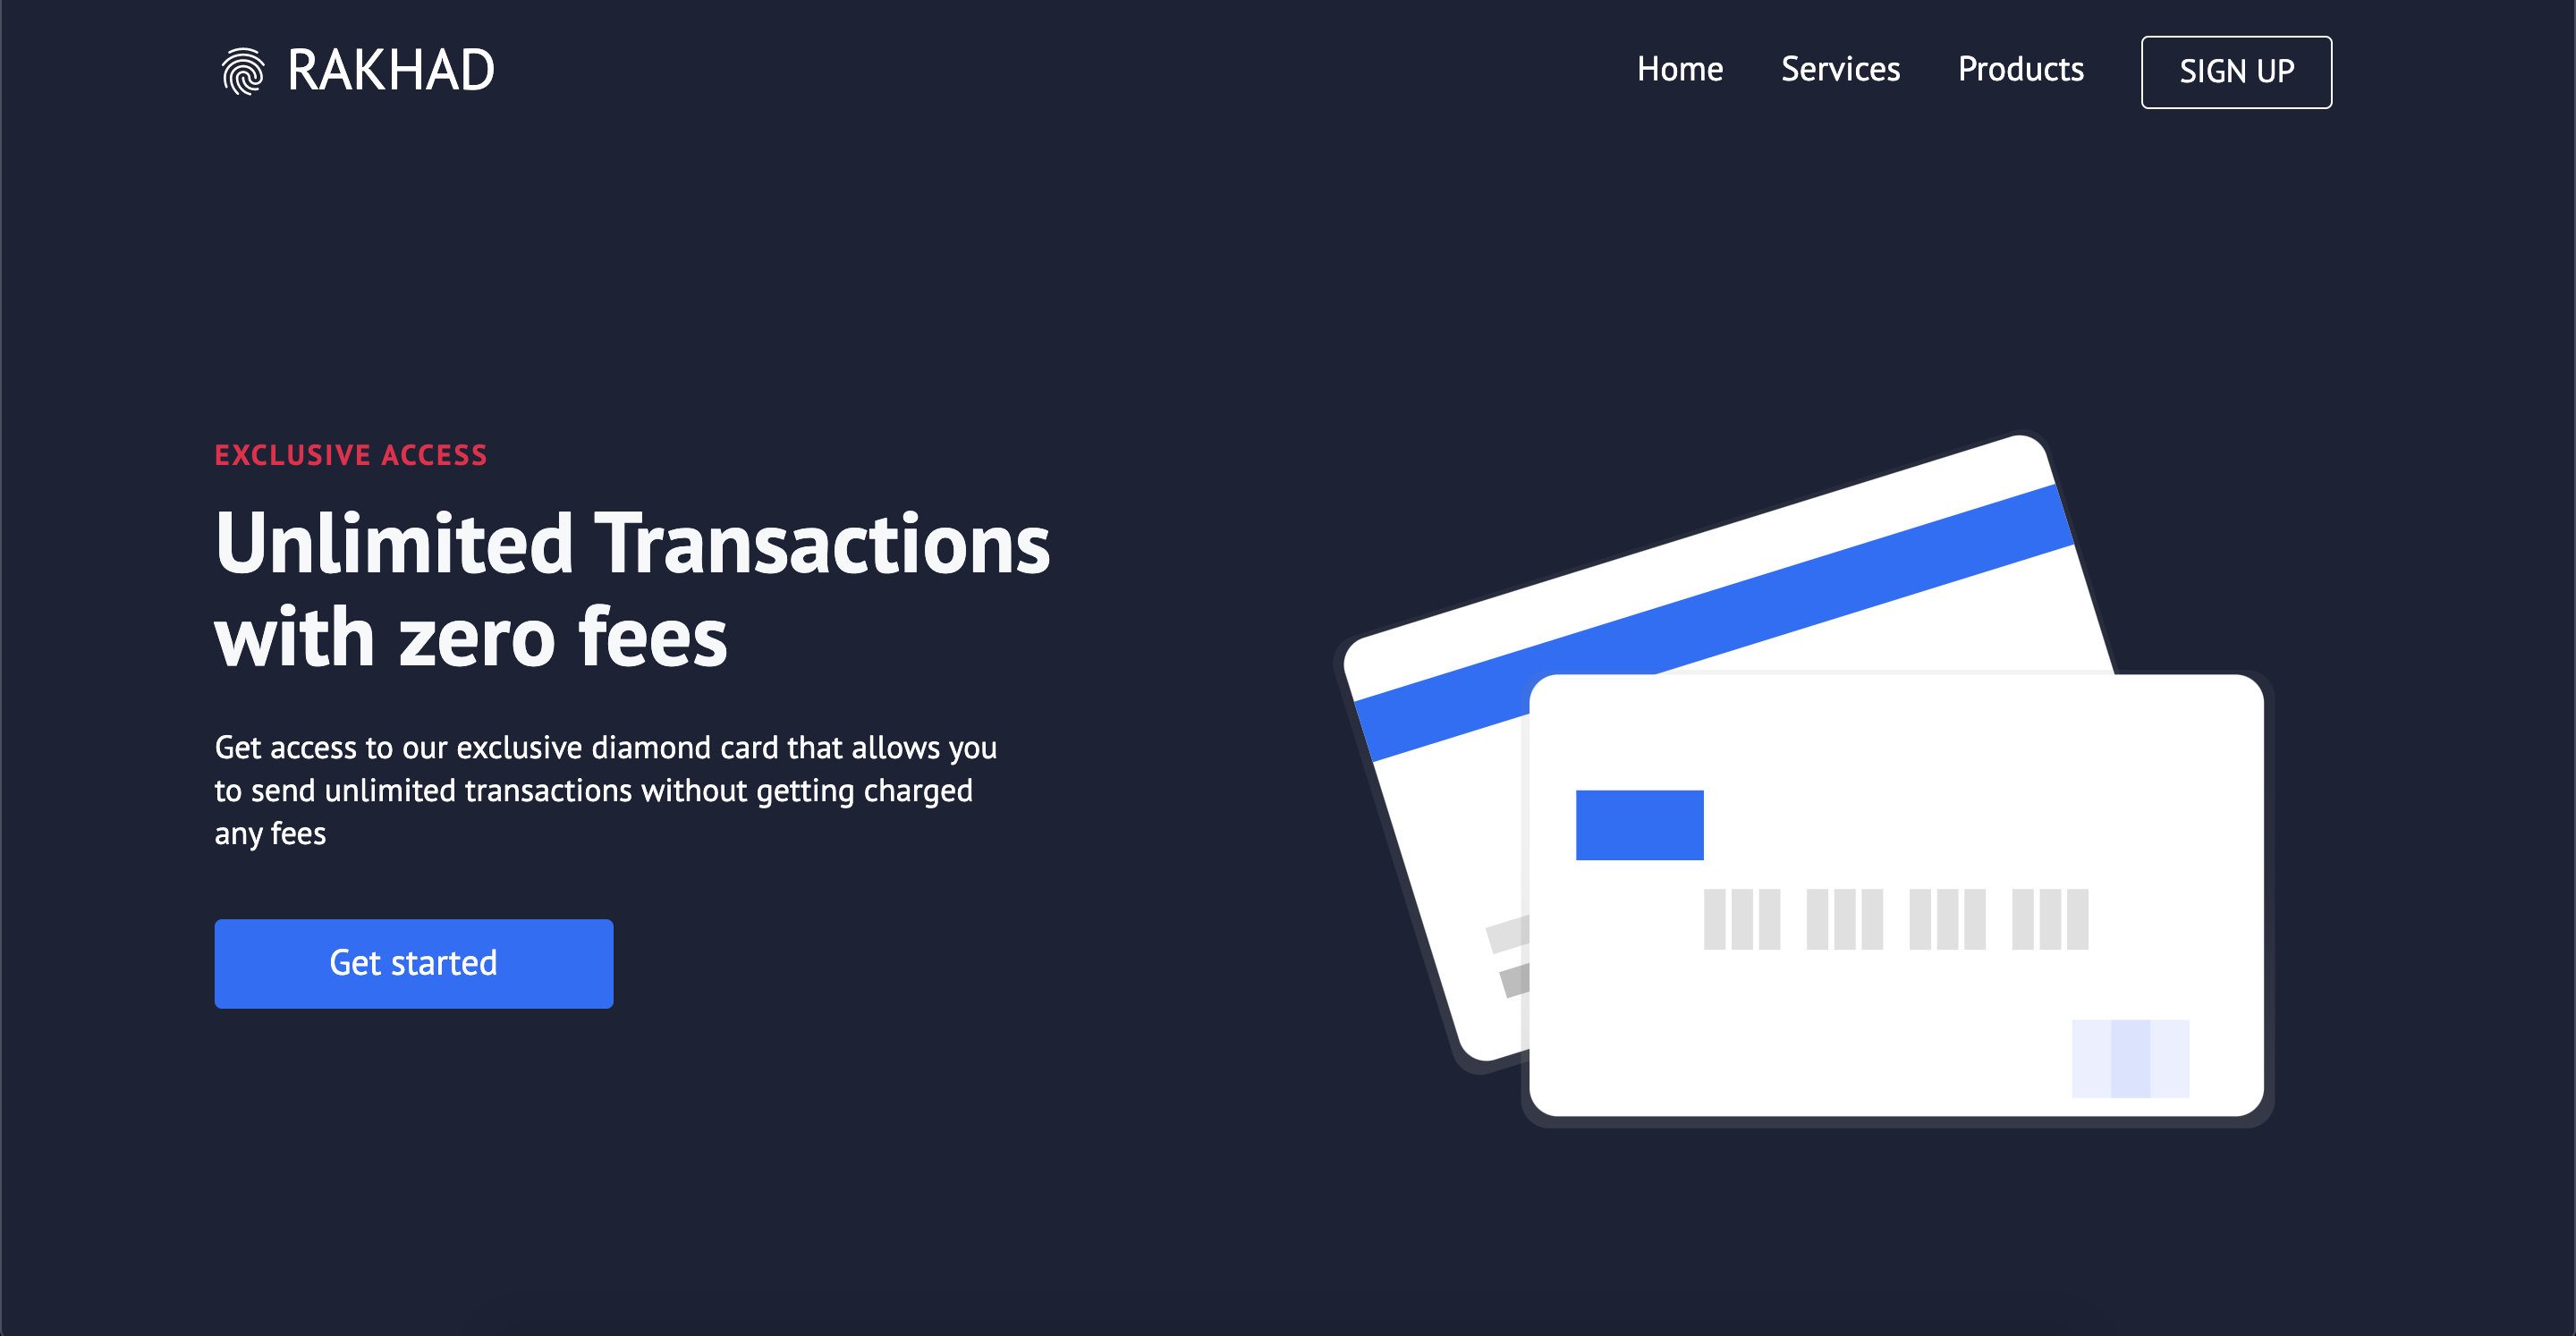 RAKHAD
Home
Services
Products
SIGN UP
EXCLUSIVE ACCESS
Unlimited Transactions
with zero fees
Get access to our exclusive diamond card that allows you
to send unlimited transactions without getting charged
any fees
Get started